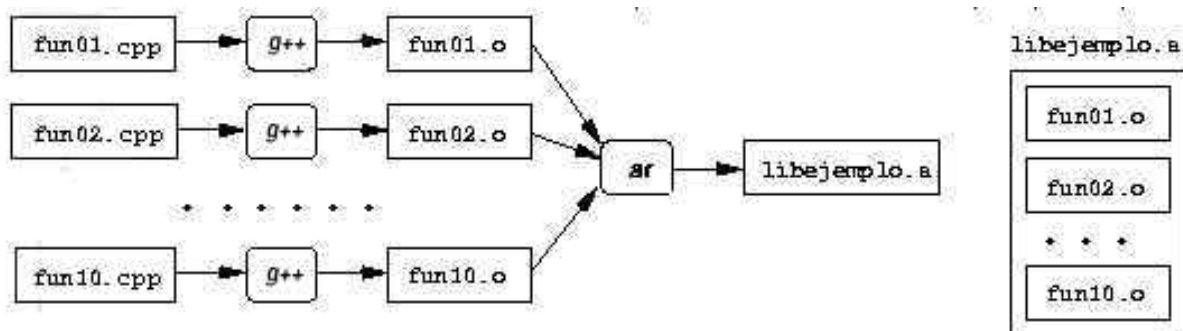 fun01.cpp g++ fun01.o
fun02.cpp g++ fun02.o
ar libejemplo.a
fun10.cpp g++ fun10.o
libejemplo.a
fun01.o
fun02.o
fun10.o